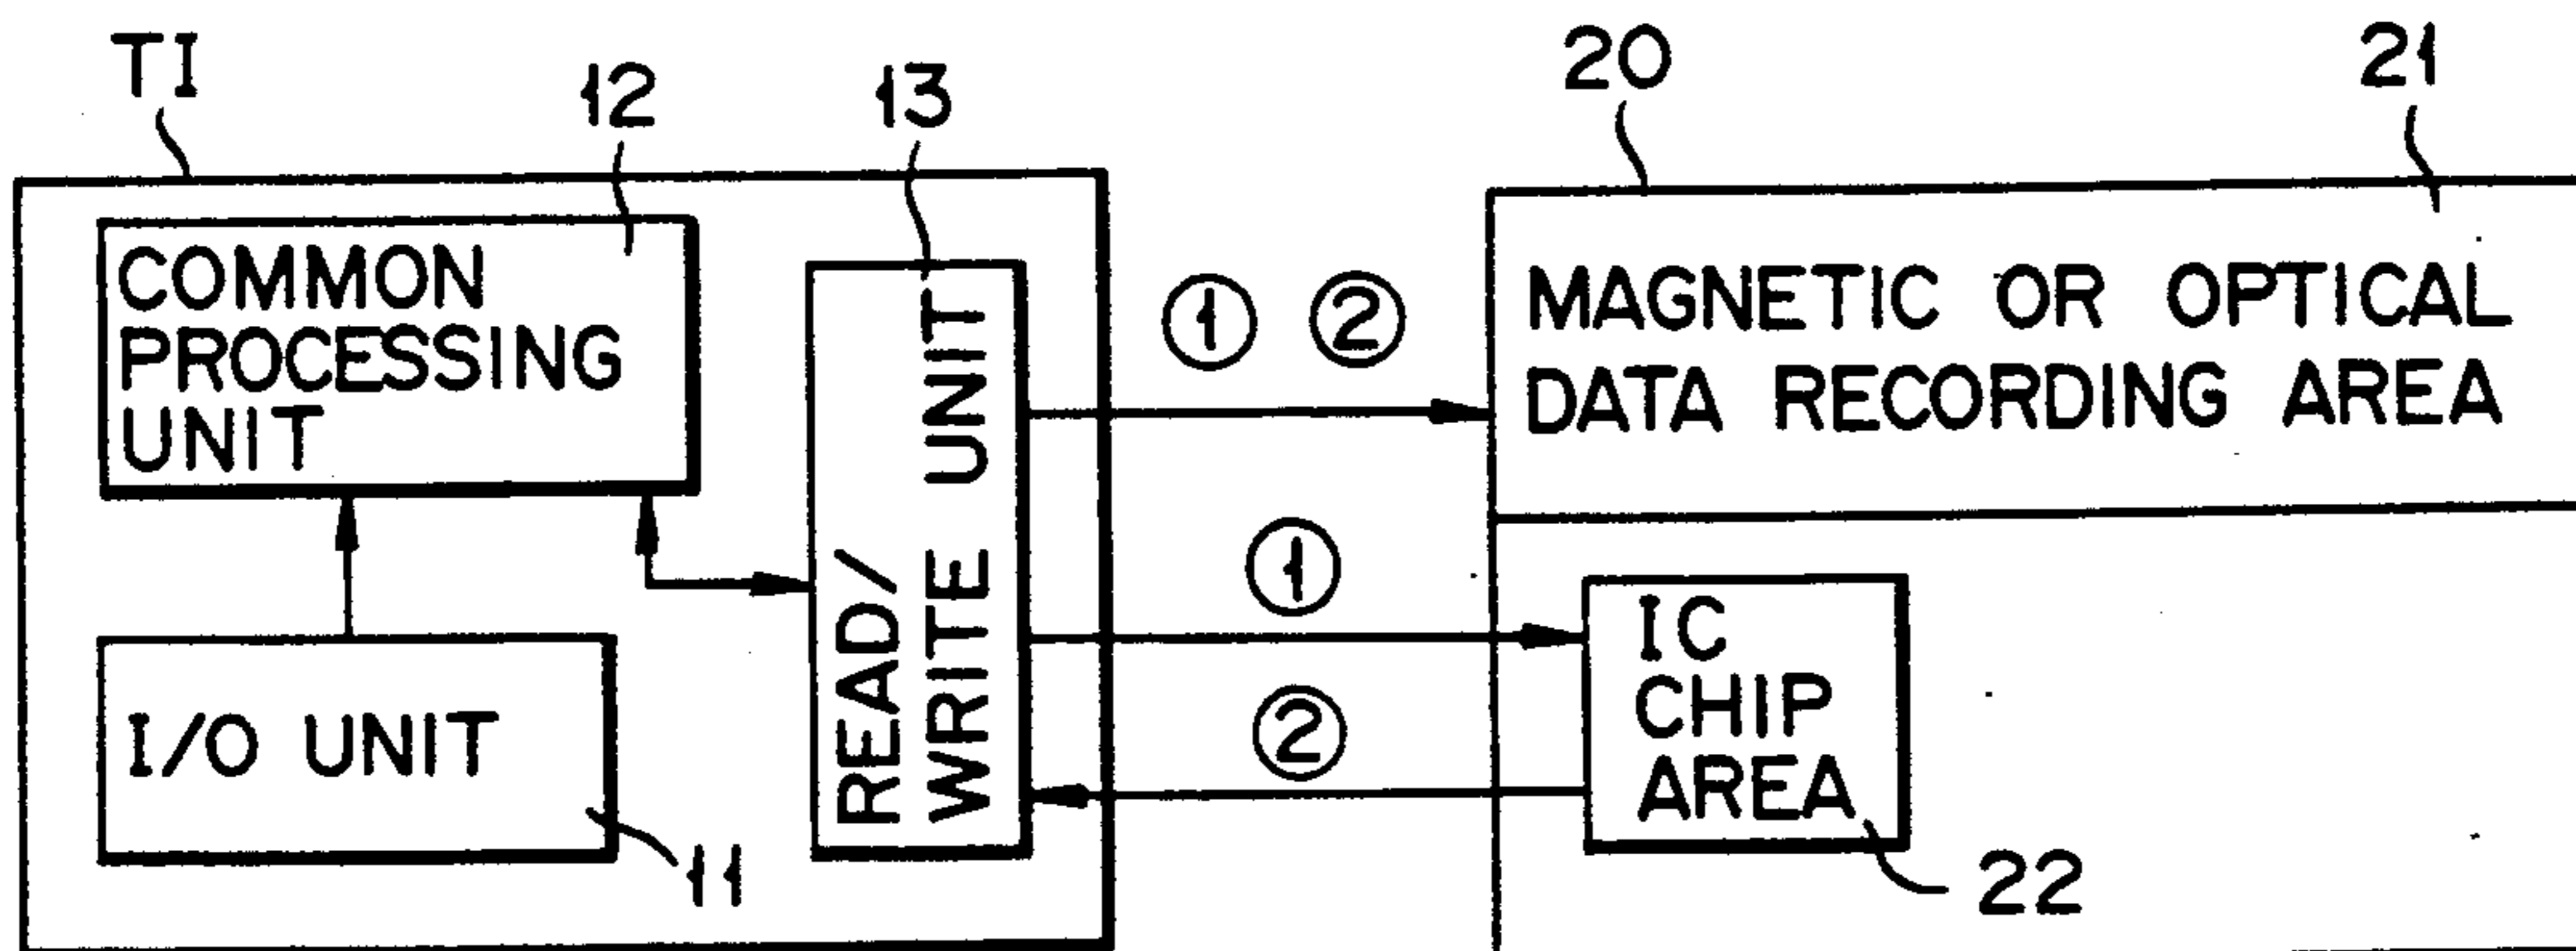 TI
12
13
20
21
COMMON
PROCESSING
UNIT
READ/
WRITE UNIT
① ②
MAGNETIC OR OPTICAL
DATA RECORDING AREA
①
IC
CHIP
AREA
②
I/O UNIT
11
22